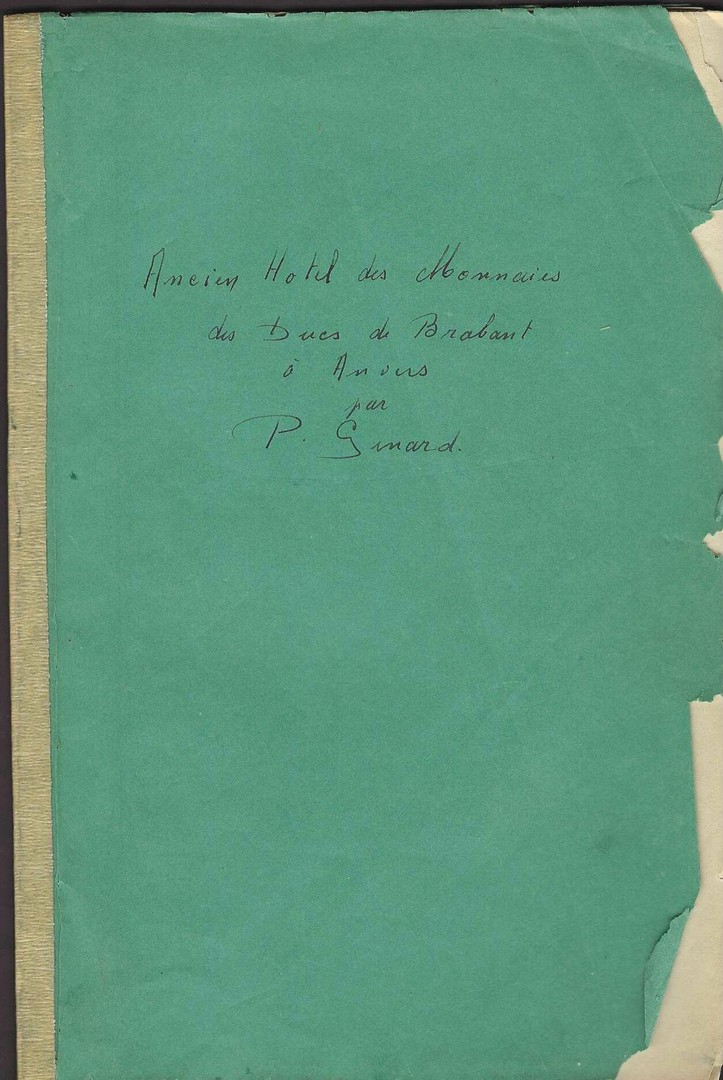 Ancien Hotel des Monnaies
des Ducs de Brabant
à Anvers
par
P. Génard.